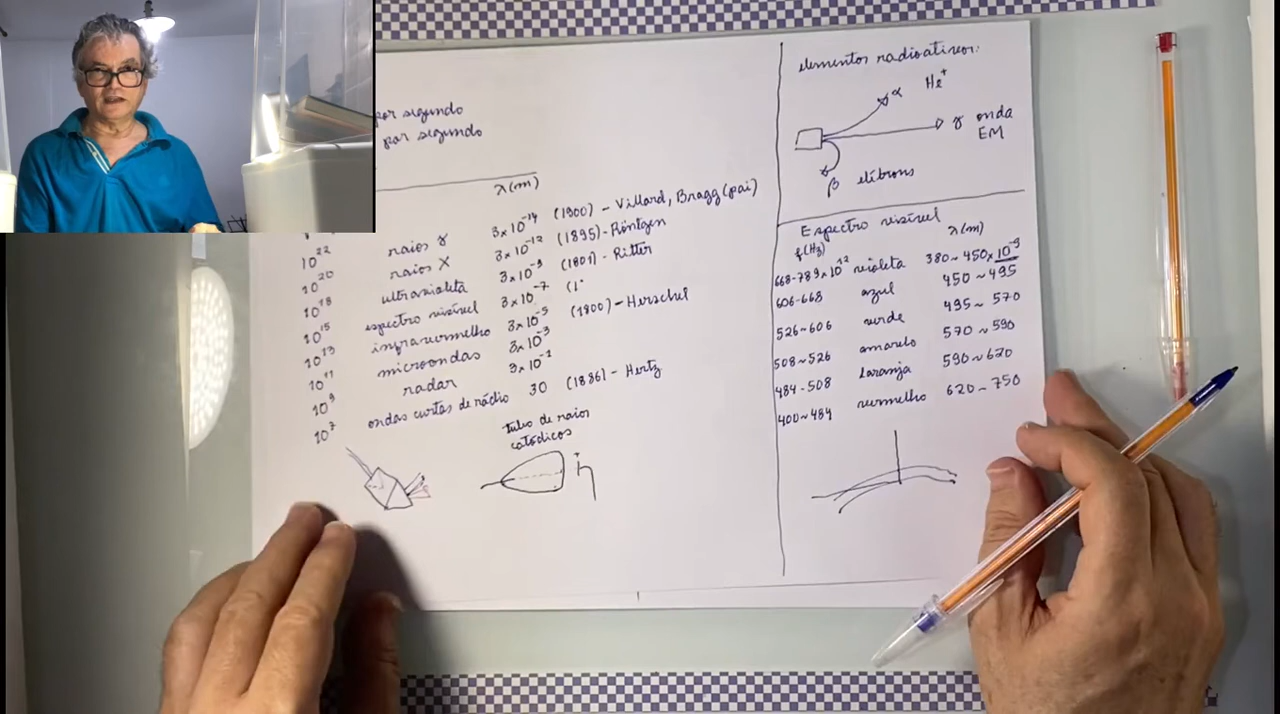 por segundo
por segundo
λ(m)
10²² raios γ 3×10⁻¹⁴ (1900) - Villard, Bragg (pai)
10²⁰ raios X 3×10⁻¹² (1895) - Röntgen
10¹⁸ ultravioleta 3×10⁻⁹ (1801) - Ritter
10¹⁵ espectro visível 3×10⁻⁷ (1
10¹³ infravermelho 3×10⁻⁵ (1800) - Herschel
10¹¹ microondas 3×10⁻³
10⁹ radar 3×10⁻¹
10⁷ ondas curtas de rádio 30 (1886) - Hertz
tubo de raios
catódicos
elementos radioativos:
α He⁺
γ onda
EM
β elétrons
Espectro visível
f(Hz) λ(m)
668-789×10¹² violeta 380~450×10⁻⁹
606-668 azul 450~495
526~606 verde 495~570
508~526 amarelo 570~590
484-508 laranja 590~620
400~484 vermelho 620~750